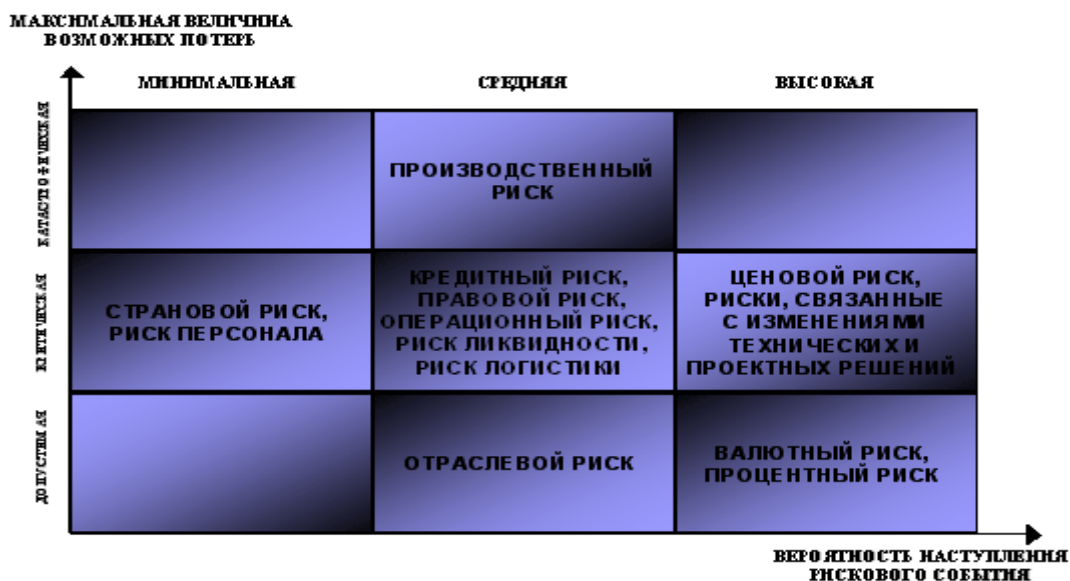 МАКСИМАЛЬНАЯ ВЕЛИЧИНА
ВОЗМОЖНЫХ ПОТЕРЬ
МИНИМАЛЬНАЯ
СРЕДНЯЯ
ВЫСОКАЯ
КАТАСТРОФИЧЕСКАЯ
ПРОИЗВОДСТВЕННЫЙ
РИСК
КРИТИЧЕСКАЯ
СТРАНОВОЙ РИСК,
РИСК ПЕРСОНАЛА
КРЕДИТНЫЙ РИСК,
ПРАВОВОЙ РИСК,
ОПЕРАЦИОННЫЙ РИСК,
РИСК ЛИКВИДНОСТИ,
РИСК ЛОГИСТИКИ
ЦЕНОВОЙ РИСК,
РИСКИ, СВЯЗАННЫЕ
С ИЗМЕНЕНИЯМИ
ТЕХНИЧЕСКИХ И
ПРОЕКТНЫХ РЕШЕНИЙ
ДОПУСТИМАЯ
ОТРАСЛЕВОЙ РИСК
ВАЛЮТНЫЙ РИСК,
ПРОЦЕНТНЫЙ РИСК
ВЕРОЯТНОСТЬ НАСТУПЛЕНИЯ
РИСКОВОГО СОБЫТИЯ